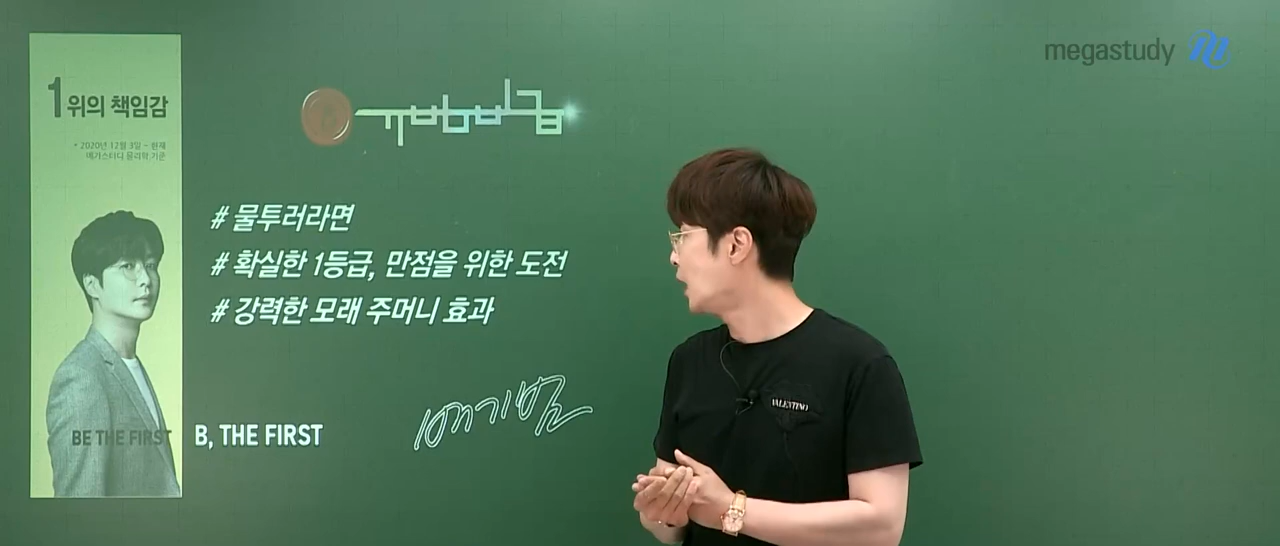 megastudy
1위의 책임감
* 2020년 12월 3일 ~ 현재
메가스터디 물리학 기준
# 물투러라면
# 확실한 1등급, 만점을 위한 도전
# 강력한 모래 주머니 효과
BE THE FIRST
B, THE FIRST
배기범
VALENTINO